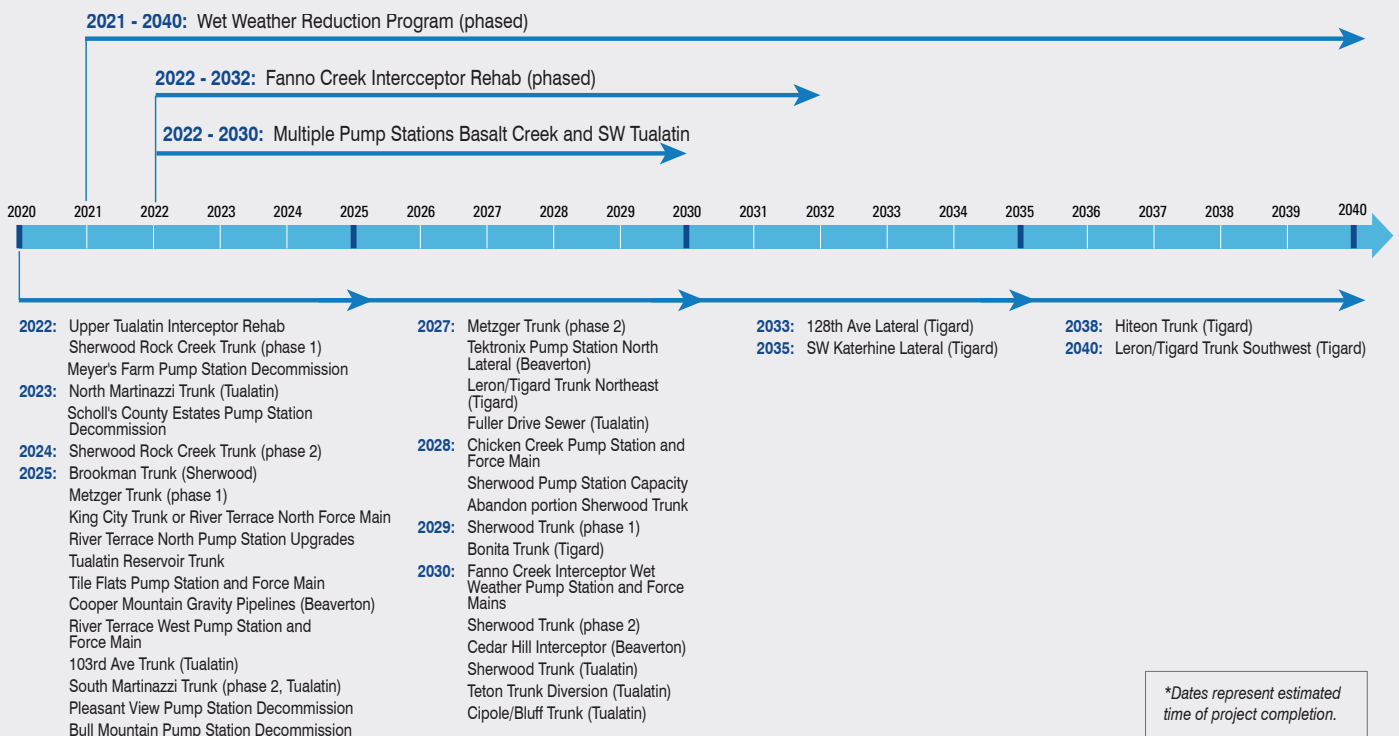 2021 - 2040: Wet Weather Reduction Program (phased)
2022 - 2032: Fanno Creek Intercceptor Rehab (phased)
2022 - 2030: Multiple Pump Stations Basalt Creek and SW Tualatin
2020 2021 2022 2023 2024 2025 2026 2027 2028 2029 2030 2031 2032 2033 2034 2035 2036 2037 2038 2039 2040
2022: Upper Tualatin Interceptor Rehab
Sherwood Rock Creek Trunk (phase 1)
Meyer's Farm Pump Station Decommission
2023: North Martinazzi Trunk (Tualatin)
Scholl's County Estates Pump Station
Decommission
2024: Sherwood Rock Creek Trunk (phase 2)
2025: Brookman Trunk (Sherwood)
Metzger Trunk (phase 1)
King City Trunk or River Terrace North Force Main
River Terrace North Pump Station Upgrades
Tualatin Reservoir Trunk
Tile Flats Pump Station and Force Main
Cooper Mountain Gravity Pipelines (Beaverton)
River Terrace West Pump Station and
Force Main
103rd Ave Trunk (Tualatin)
South Martinazzi Trunk (phase 2, Tualatin)
Pleasant View Pump Station Decommission
Bull Mountain Pump Station Decommission
2027: Metzger Trunk (phase 2)
Tektronix Pump Station North
Lateral (Beaverton)
Leron/Tigard Trunk Northeast
(Tigard)
Fuller Drive Sewer (Tualatin)
2028: Chicken Creek Pump Station and
Force Main
Sherwood Pump Station Capacity
Abandon portion Sherwood Trunk
2029: Sherwood Trunk (phase 1)
Bonita Trunk (Tigard)
2030: Fanno Creek Interceptor Wet
Weather Pump Station and Force
Mains
Sherwood Trunk (phase 2)
Cedar Hill Interceptor (Beaverton)
Sherwood Trunk (Tualatin)
Teton Trunk Diversion (Tualatin)
Cipole/Bluff Trunk (Tualatin)
2033: 128th Ave Lateral (Tigard)
2035: SW Katerhine Lateral (Tigard)
2038: Hiteon Trunk (Tigard)
2040: Leron/Tigard Trunk Southwest (Tigard)
*Dates represent estimated
time of project completion.